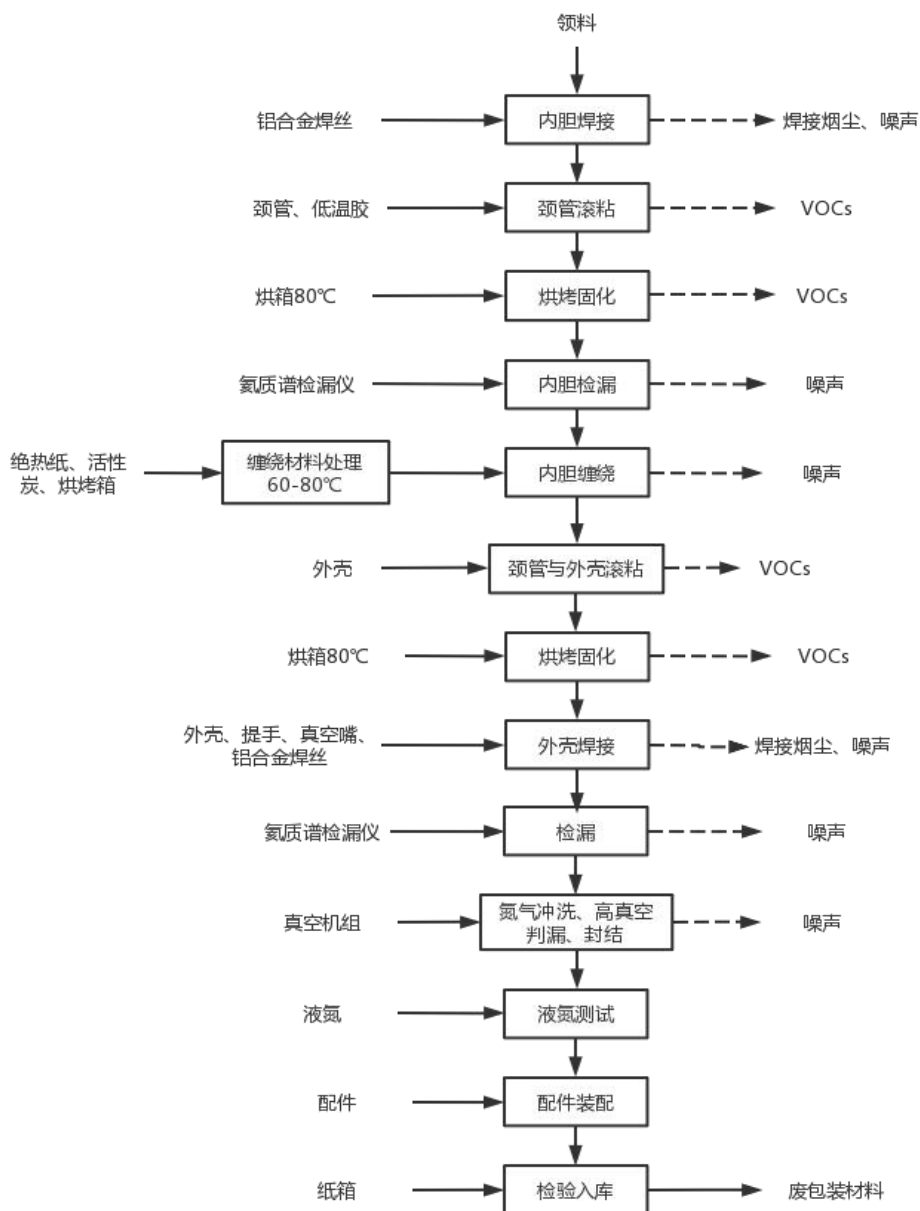 领料
铝合金焊丝
内胆焊接
焊接烟尘、噪声
颈管、低温胶
颈管滚粘
VOCs
烘箱80℃
烘烤固化
VOCs
氦质谱检漏仪
内胆检漏
噪声
绝热纸、活性
炭、烘烤箱
缠绕材料处理
60-80℃
内胆缠绕
噪声
外壳
颈管与外壳滚粘
VOCs
烘箱80℃
烘烤固化
VOCs
外壳、提手、真空嘴、
铝合金焊丝
外壳焊接
焊接烟尘、噪声
氦质谱检漏仪
检漏
噪声
真空机组
氮气冲洗、高真空
判漏、封结
噪声
液氮
液氮测试
配件
配件装配
纸箱
检验入库
废包装材料